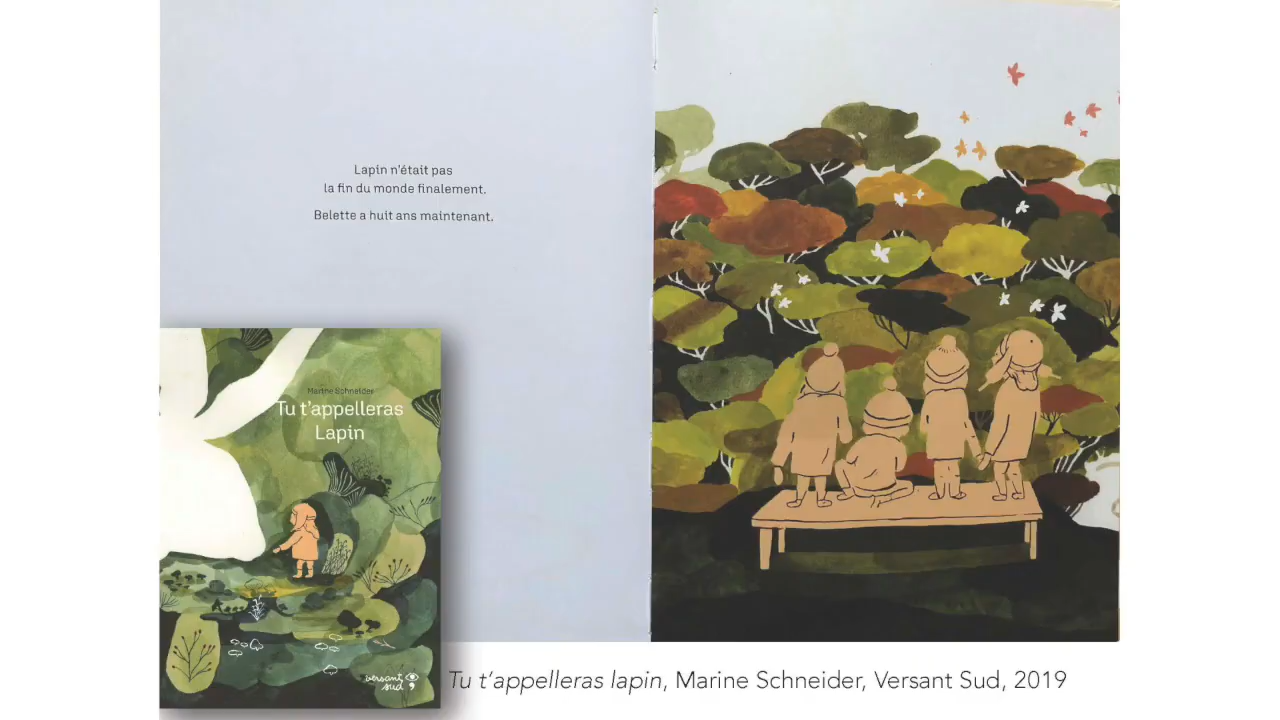 Lapin n'était pas
la fin du monde finalement.
Belette a huit ans maintenant.
Marine Schneider
Tu t'appelleras
Lapin
versant
sud
Tu t'appelleras lapin, Marine Schneider, Versant Sud, 2019